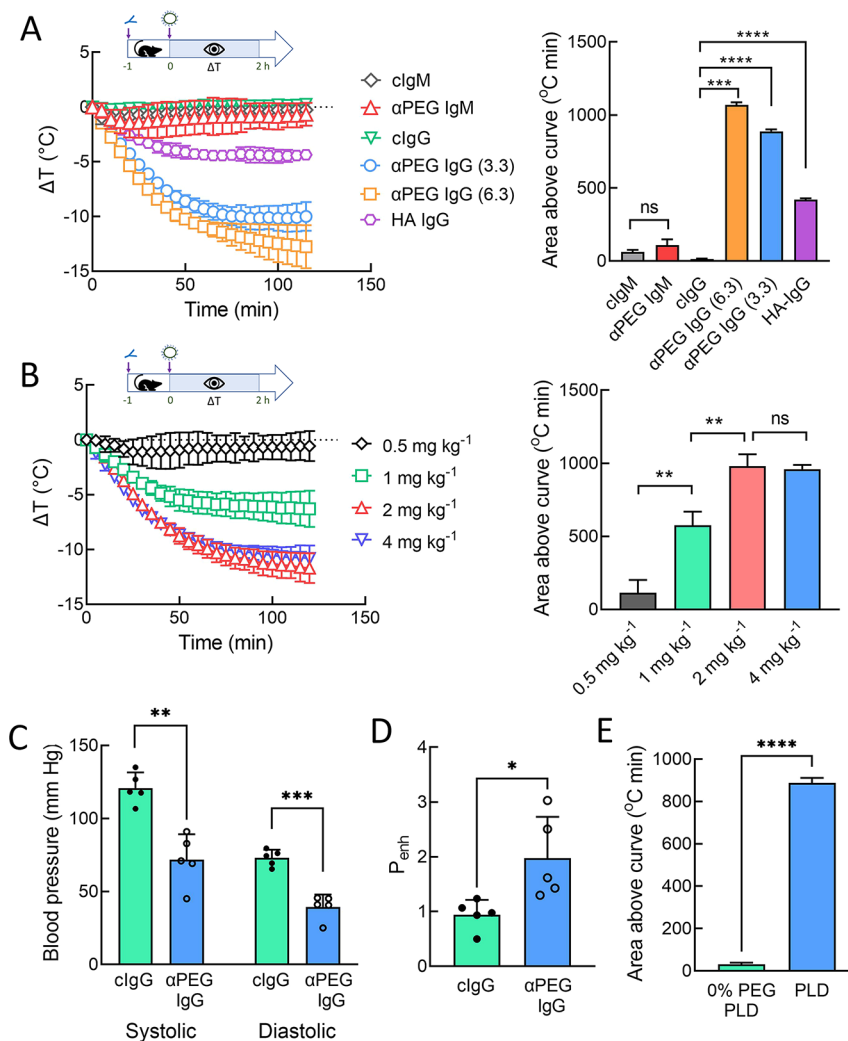 A
-1
0
ΔT
2 h
5
0
-5
-10
-15
ΔT (°C)
0
50
100
150
Time (min)
cIgM
αPEG IgM
cIgG
αPEG IgG (3.3)
αPEG IgG (6.3)
HA IgG
Area above curve (°C min)
1500
1000
500
0
ns
***
****
****
cIgM
αPEG IgM
cIgG
αPEG IgG (6.3)
αPEG IgG (3.3)
HA-IgG
B
-1
0
ΔT
2 h
5
0
-5
-10
-15
ΔT (°C)
0
50
100
150
Time (min)
0.5 mg kg⁻¹
1 mg kg⁻¹
2 mg kg⁻¹
4 mg kg⁻¹
Area above curve (°C min)
1500
1000
500
0
**
**
ns
0.5 mg kg⁻¹
1 mg kg⁻¹
2 mg kg⁻¹
4 mg kg⁻¹
C
Blood pressure (mm Hg)
150
100
50
0
**
***
cIgG
αPEG
IgG
cIgG
αPEG
IgG
Systolic
Diastolic
D
Penh
4
3
2
1
0
*
cIgG
αPEG
IgG
E
Area above curve (°C min)
1000
800
600
400
200
0
****
0% PEG
PLD
PLD